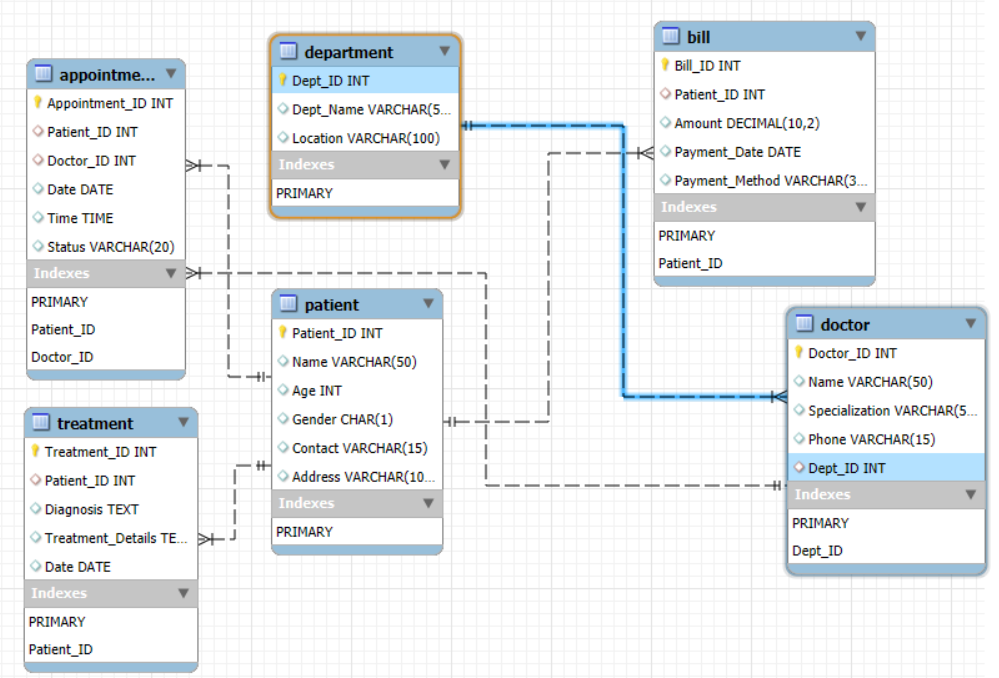 appointme...
Appointment_ID INT
Patient_ID INT
Doctor_ID INT
Date DATE
Time TIME
Status VARCHAR(20)
Indexes
PRIMARY
Patient_ID
Doctor_ID
department
Dept_ID INT
Dept_Name VARCHAR(5...
Location VARCHAR(100)
Indexes
PRIMARY
bill
Bill_ID INT
Patient_ID INT
Amount DECIMAL(10,2)
Payment_Date DATE
Payment_Method VARCHAR(3...
Indexes
PRIMARY
Patient_ID
patient
Patient_ID INT
Name VARCHAR(50)
Age INT
Gender CHAR(1)
Contact VARCHAR(15)
Address VARCHAR(10...
Indexes
PRIMARY
doctor
Doctor_ID INT
Name VARCHAR(50)
Specialization VARCHAR(5...
Phone VARCHAR(15)
Dept_ID INT
Indexes
PRIMARY
Dept_ID
treatment
Treatment_ID INT
Patient_ID INT
Diagnosis TEXT
Treatment_Details TE...
Date DATE
Indexes
PRIMARY
Patient_ID